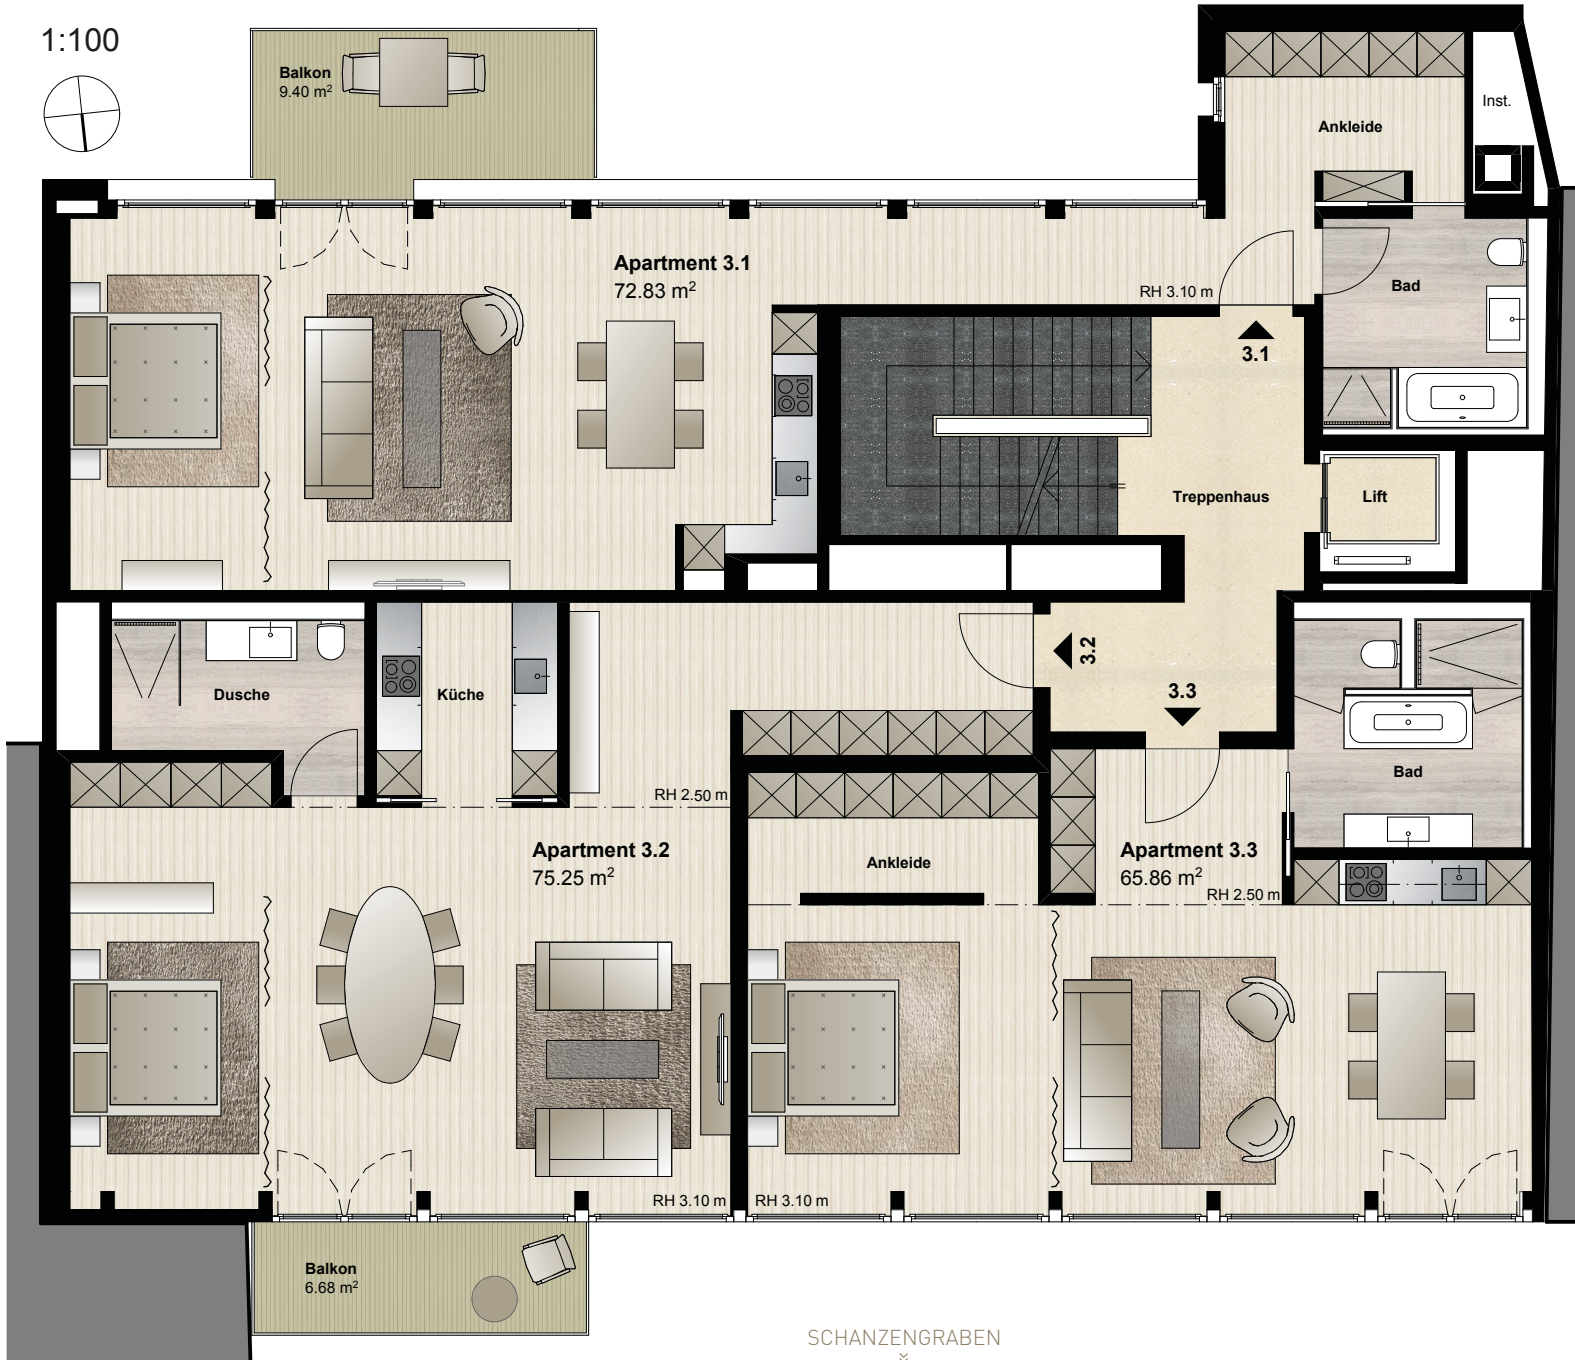 1:100
Balkon
9.40 m²
Inst.
Ankleide
Apartment 3.1
72.83 m²
RH 3.10 m
Bad
3.1
Treppenhaus
Lift
Dusche
Küche
3.2
3.3
RH 2.50 m
Bad
Apartment 3.2
75.25 m²
Ankleide
Apartment 3.3
65.86 m²
RH 2.50 m
RH 3.10 m
RH 3.10 m
Balkon
6.68 m²
SCHANZENGRABEN